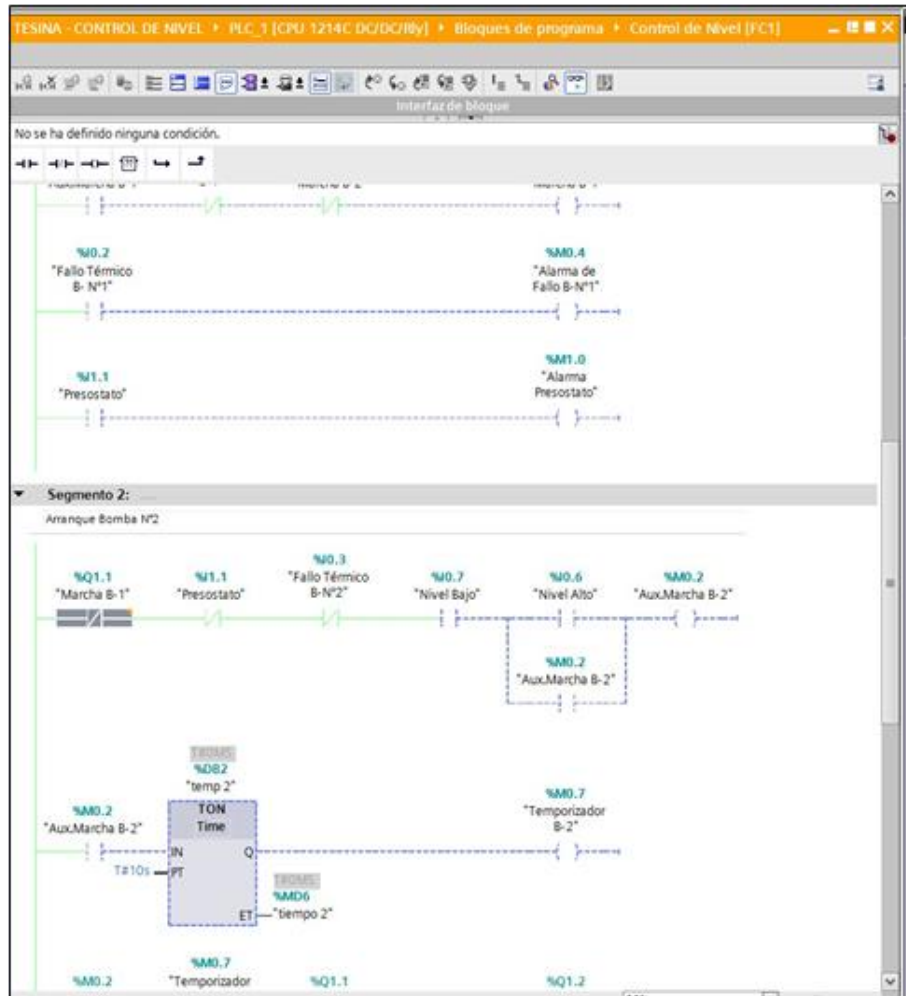 TESINA - CONTROL DE NIVEL ▸ PLC_1 [CPU 1214C DC/DC/Rly] ▸ Bloques de programa ▸ Control de Nivel [FC1]
Interfaz de bloque
No se ha definido ninguna condición.
%I0.2
"Fallo Térmico
B- N°1"
%M0.4
"Alarma de
Fallo B-N°1"
%I1.1
"Presostato"
%M1.0
"Alarma
Presostato"
Segmento 2:
Arranque Bomba N°2
%Q1.1
"Marcha B-1"
%I1.1
"Presostato"
%I0.3
"Fallo Térmico
B-N°2"
%I0.7
"Nivel Bajo"
%I0.6
"Nivel Alto"
%M0.2
"Aux.Marcha B-2"
%M0.2
"Aux.Marcha B-2"
T#0MS
%DB2
"temp 2"
TON
Time
%M0.2
"Aux.Marcha B-2"
IN
Q
T#10s
PT
ET
T#0MS
%MD6
"tiempo 2"
%M0.7
"Temporizador
B-2"
%M0.2
%M0.7
"Temporizador
%Q1.1
%Q1.2